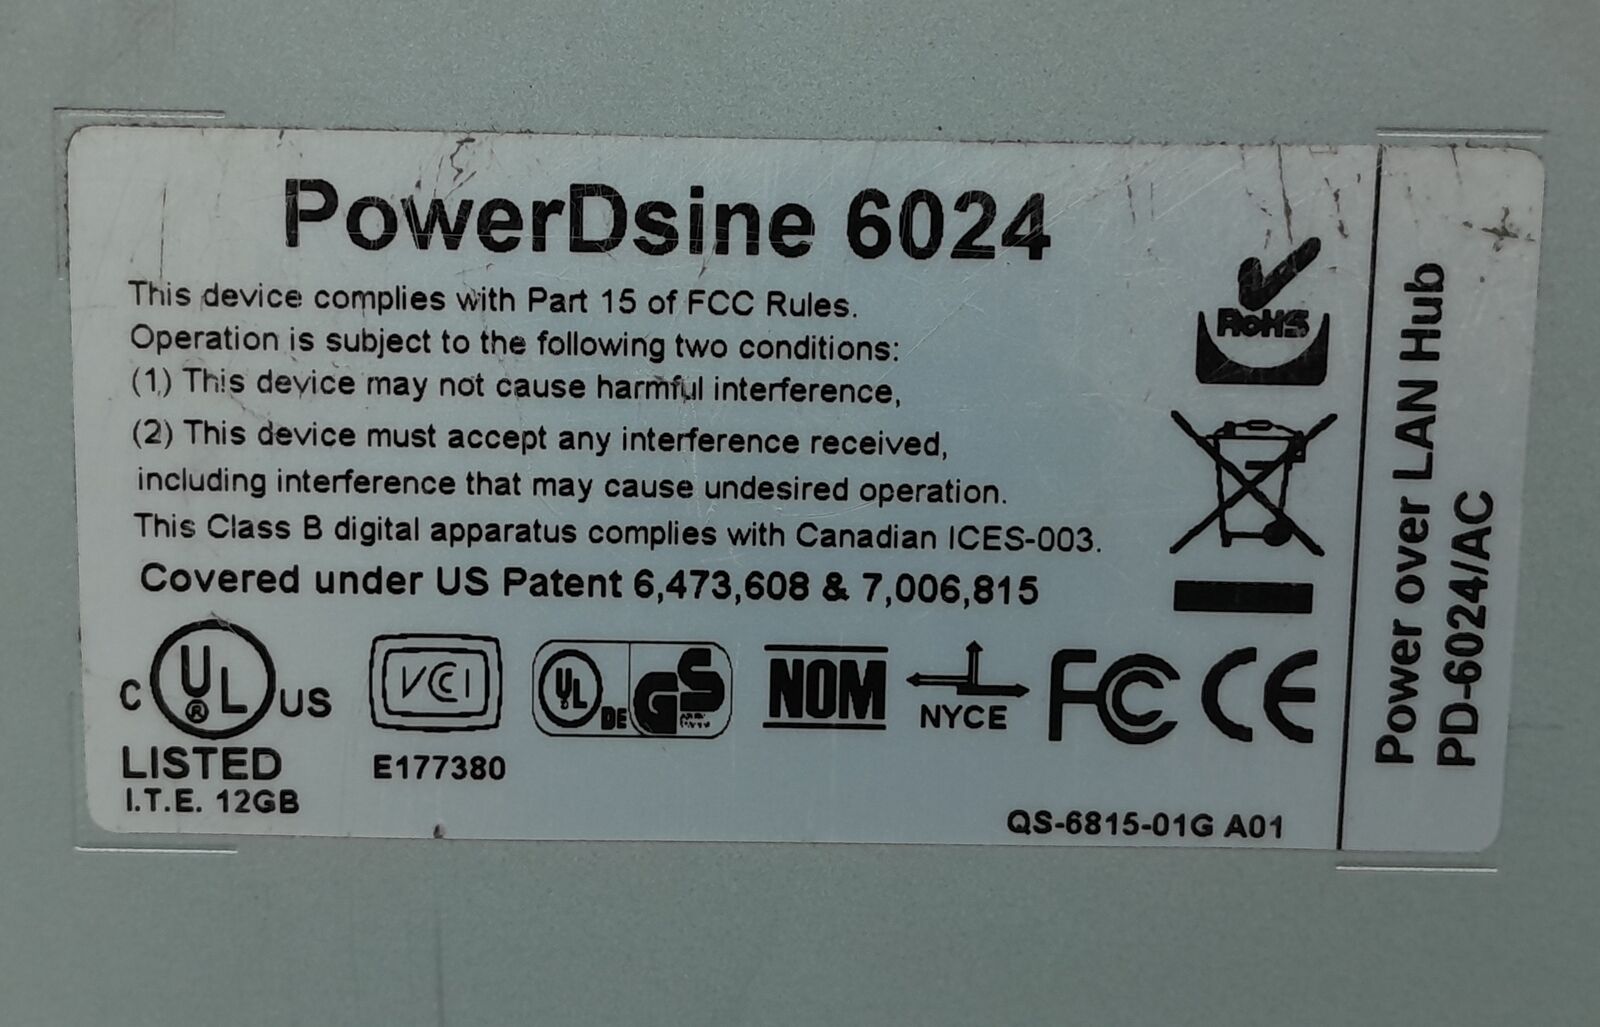 PowerDsine 6024
This device complies with Part 15 of FCC Rules.
Operation is subject to the following two conditions:
(1) This device may not cause harmful interference,
(2) This device must accept any interference received,
including interference that may cause undesired operation.
This Class B digital apparatus complies with Canadian ICES-003.
Covered under US Patent 6,473,608 & 7,006,815
RoHS
C UL ® US
LISTED
I.T.E. 12GB
VCCI
E177380
UL DE GS
NOM
NYCE
FC CE
QS-6815-01G A01
Power over LAN Hub
PD-6024/AC